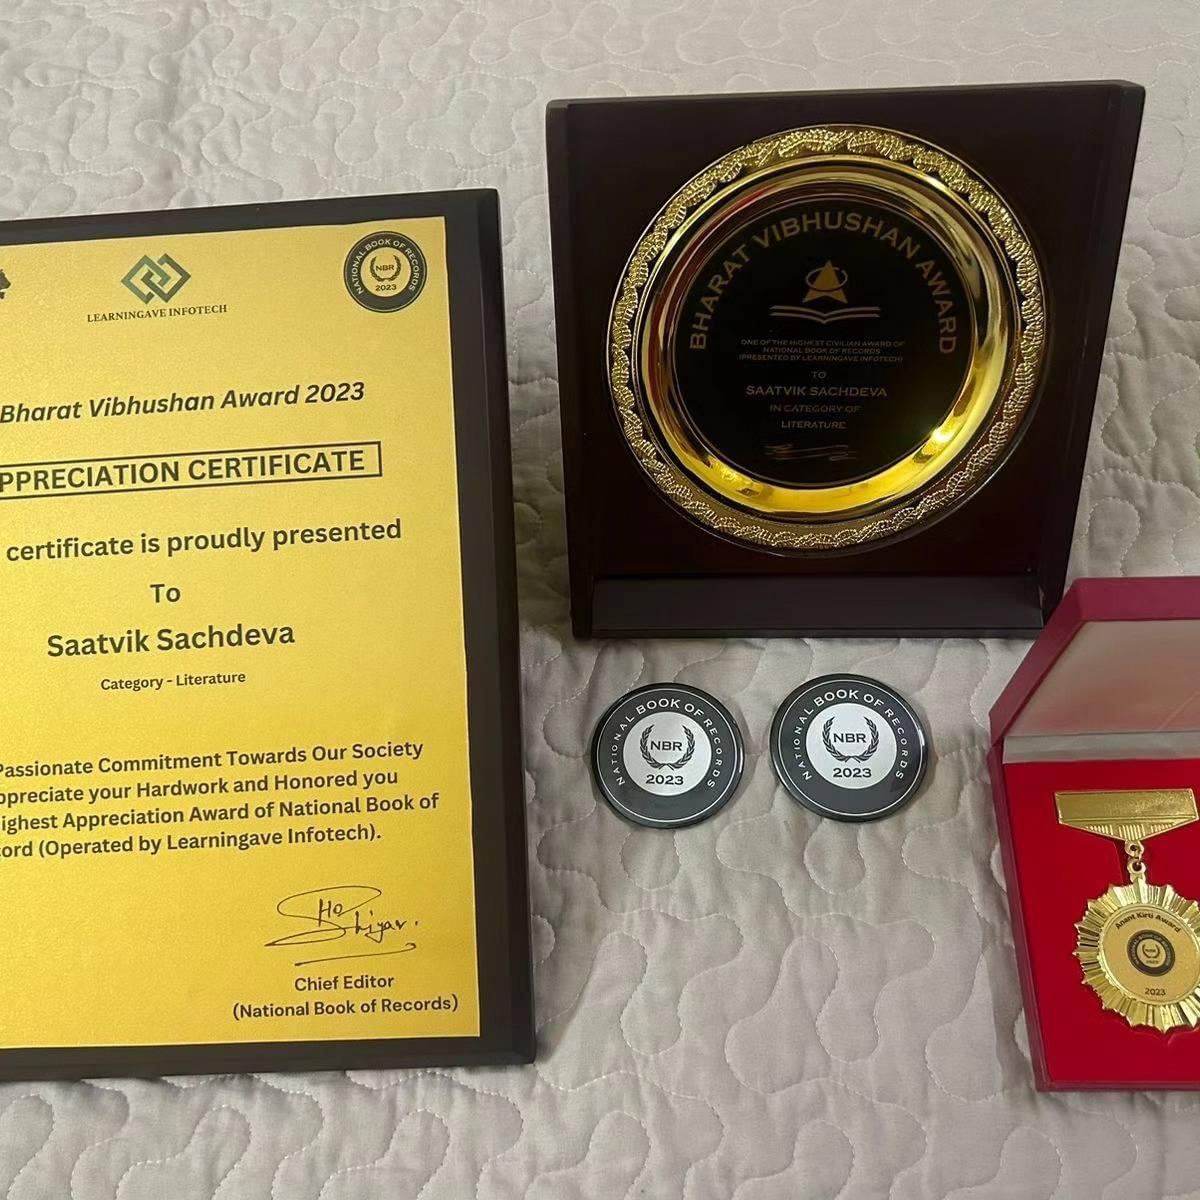 LEARNINGAVE INFOTECH
NATIONAL BOOK OF RECORDS
NBR
2023
Bharat Vibhushan Award 2023
PPRECIATION CERTIFICATE
certificate is proudly presented
To
Saatvik Sachdeva
Category - Literature
Passionate Commitment Towards Our Society
ppreciate your Hardwork and Honored you
ighest Appreciation Award of National Book of
cord (Operated by Learningave Infotech).
Chief Editor
(National Book of Records)
BHARAT VIBHUSHAN AWARD
ONE OF THE HIGHEST CIVILIAN AWARD OF
NATIONAL BOOK OF RECORDS
(PRESENTED BY LEARNINGAVE INFOTECH)
TO
SAATVIK SACHDEVA
IN CATEGORY OF
LITERATURE
NATIONAL BOOK OF RECORDS
NBR
2023
NATIONAL BOOK OF RECORDS
NBR
2023
Anant Kirti Award
2023